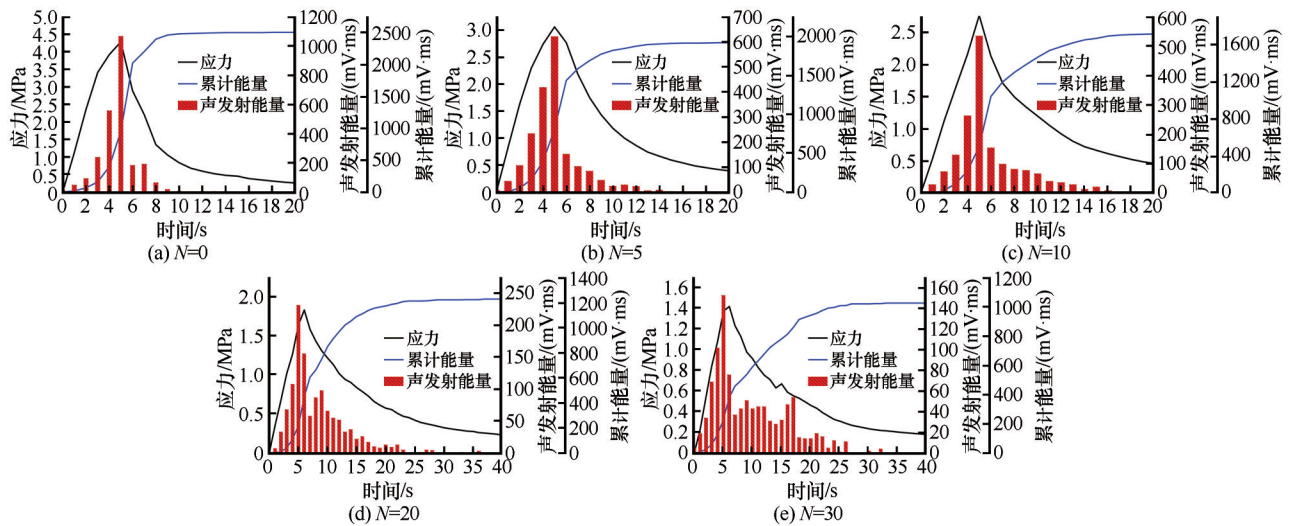 应力/MPa
5.0
4.5
4.0
3.5
3.0
2.5
2.0
1.5
1.0
0.5
0
0 2 4 6 8 10 12 14 16 18 20
时间/s
应力
累计能量
声发射能量
1200
1000
800
600
400
200
0
声发射能量/(mV·ms)
2500
2000
1500
1000
500
0
累计能量/(mV·ms)
(a) N=0
应力/MPa
3.0
2.5
2.0
1.5
1.0
0.5
0
0 2 4 6 8 10 12 14 16 18 20
时间/s
应力
累计能量
声发射能量
700
600
500
400
300
200
100
0
声发射能量/(mV·ms)
2000
1500
1000
500
0
累计能量/(mV·ms)
(b) N=5
应力/MPa
2.5
2.0
1.5
1.0
0.5
0
0 2 4 6 8 10 12 14 16 18 20
时间/s
应力
累计能量
声发射能量
600
500
400
300
200
100
0
声发射能量/(mV·ms)
1600
1200
800
400
0
累计能量/(mV·ms)
(c) N=10
应力/MPa
2.0
1.5
1.0
0.5
0
0 5 10 15 20 25 30 35 40
时间/s
应力
累计能量
声发射能量
250
200
150
100
50
0
声发射能量/(mV·ms)
1400
1200
1000
800
600
400
200
0
累计能量/(mV·ms)
(d) N=20
应力/MPa
1.6
1.4
1.2
1.0
0.8
0.6
0.4
0.2
0
0 5 10 15 20 25 30 35 40
时间/s
应力
累计能量
声发射能量
160
140
120
100
80
60
40
20
0
声发射能量/(mV·ms)
1200
1000
800
600
400
200
0
累计能量/(mV·ms)
(e) N=30